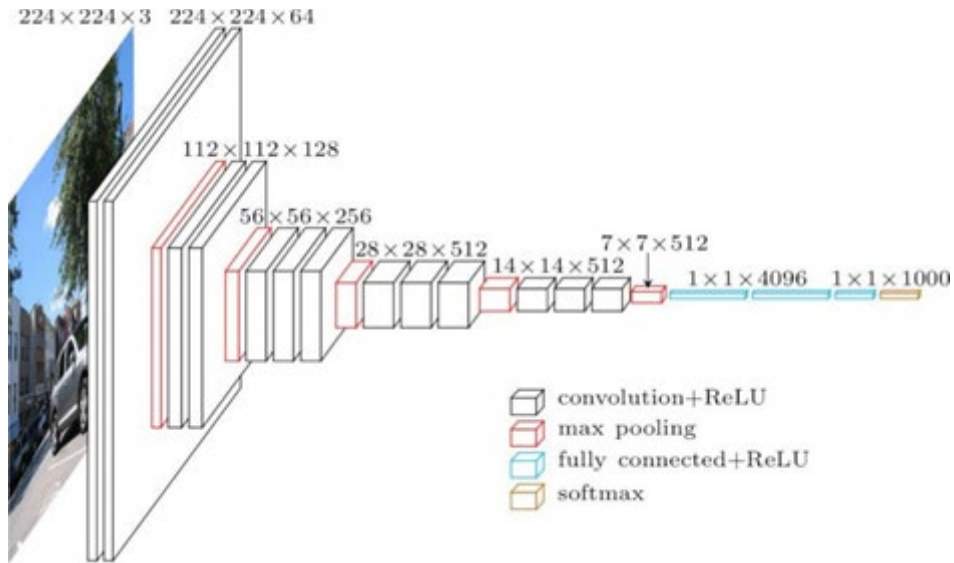 224×224×3
224×224×64
112×112×128
56×56×256
28×28×512
14×14×512
7×7×512
1×1×4096
1×1×1000
convolution+ReLU
max pooling
fully connected+ReLU
softmax